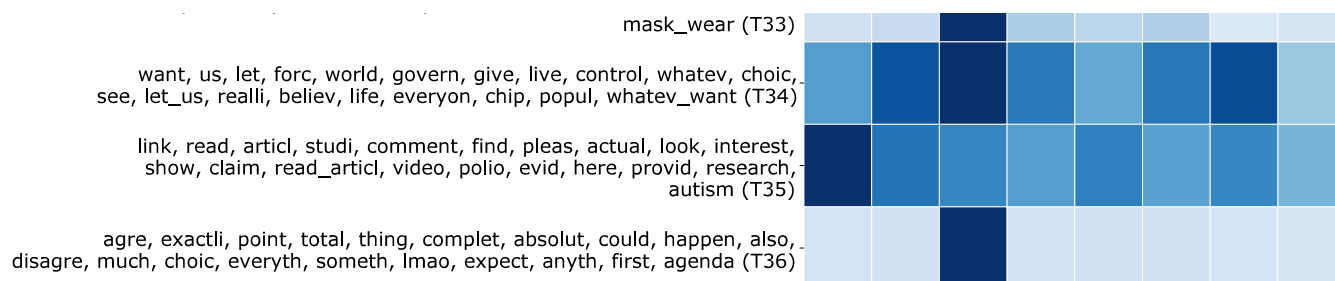 mask_wear (T33)
want, us, let, forc, world, govern, give, live, control, whatev, choic,
see, let_us, realli, believ, life, everyon, chip, popul, whatev_want (T34)
link, read, articl, studi, comment, find, pleas, actual, look, interest,
show, claim, read_articl, video, polio, evid, here, provid, research,
autism (T35)
agre, exactli, point, total, thing, complet, absolut, could, happen, also,
disagre, much, choic, everyth, someth, lmao, expect, anyth, first, agenda (T36)